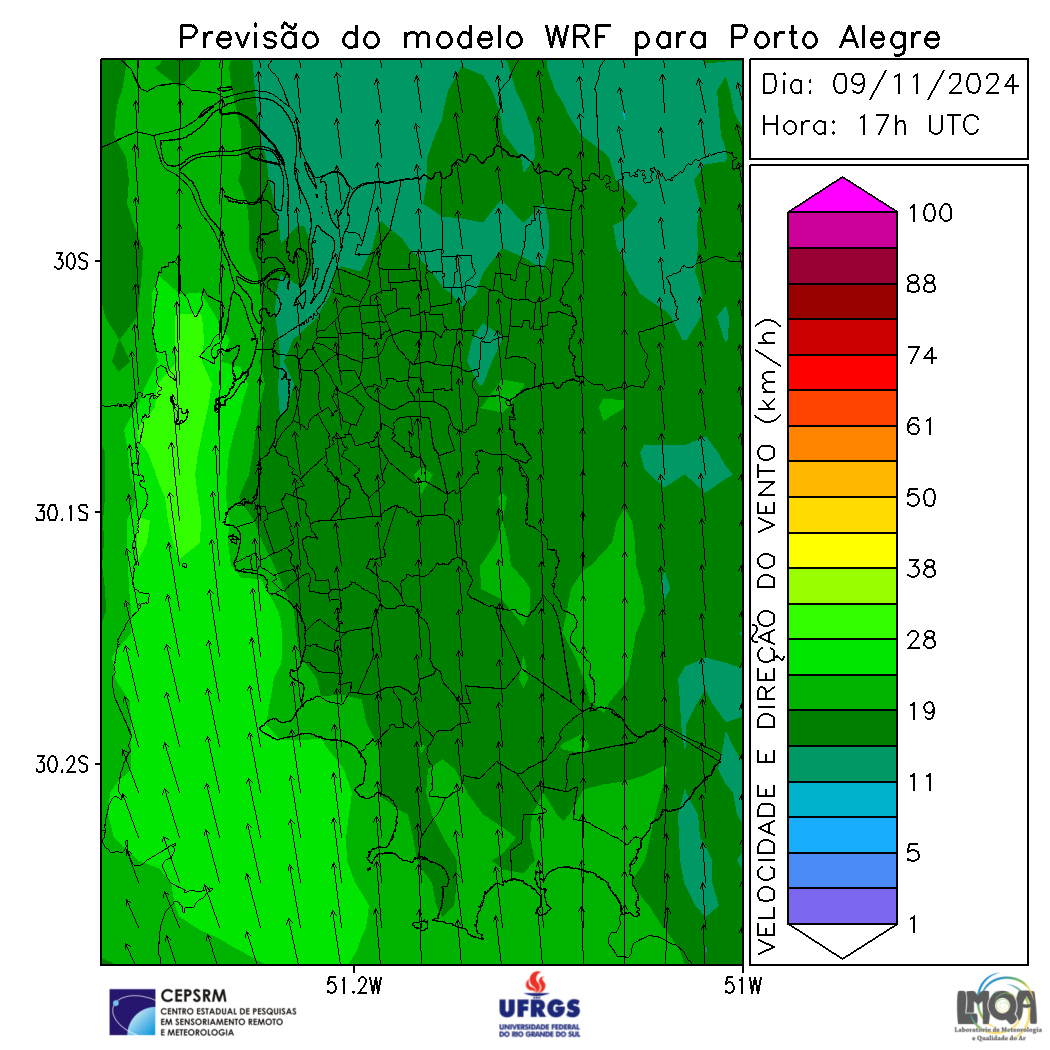 Previsão do modelo WRF para Porto Alegre
Dia: 09/11/2024
Hora: 17h UTC
30S
30.1S
30.2S
51.2W
51W
VELOCIDADE E DIREÇÃO DO VENTO (km/h)
100
88
74
61
50
38
28
19
11
5
1
CEPSRM
CENTRO ESTADUAL DE PESQUISAS
EM SENSORIAMENTO REMOTO
E METEOROLOGIA
UFRGS
UNIVERSIDADE FEDERAL
DO RIO GRANDE DO SUL
LMQA
Laboratório de Meteorologia
e Qualidade do Ar